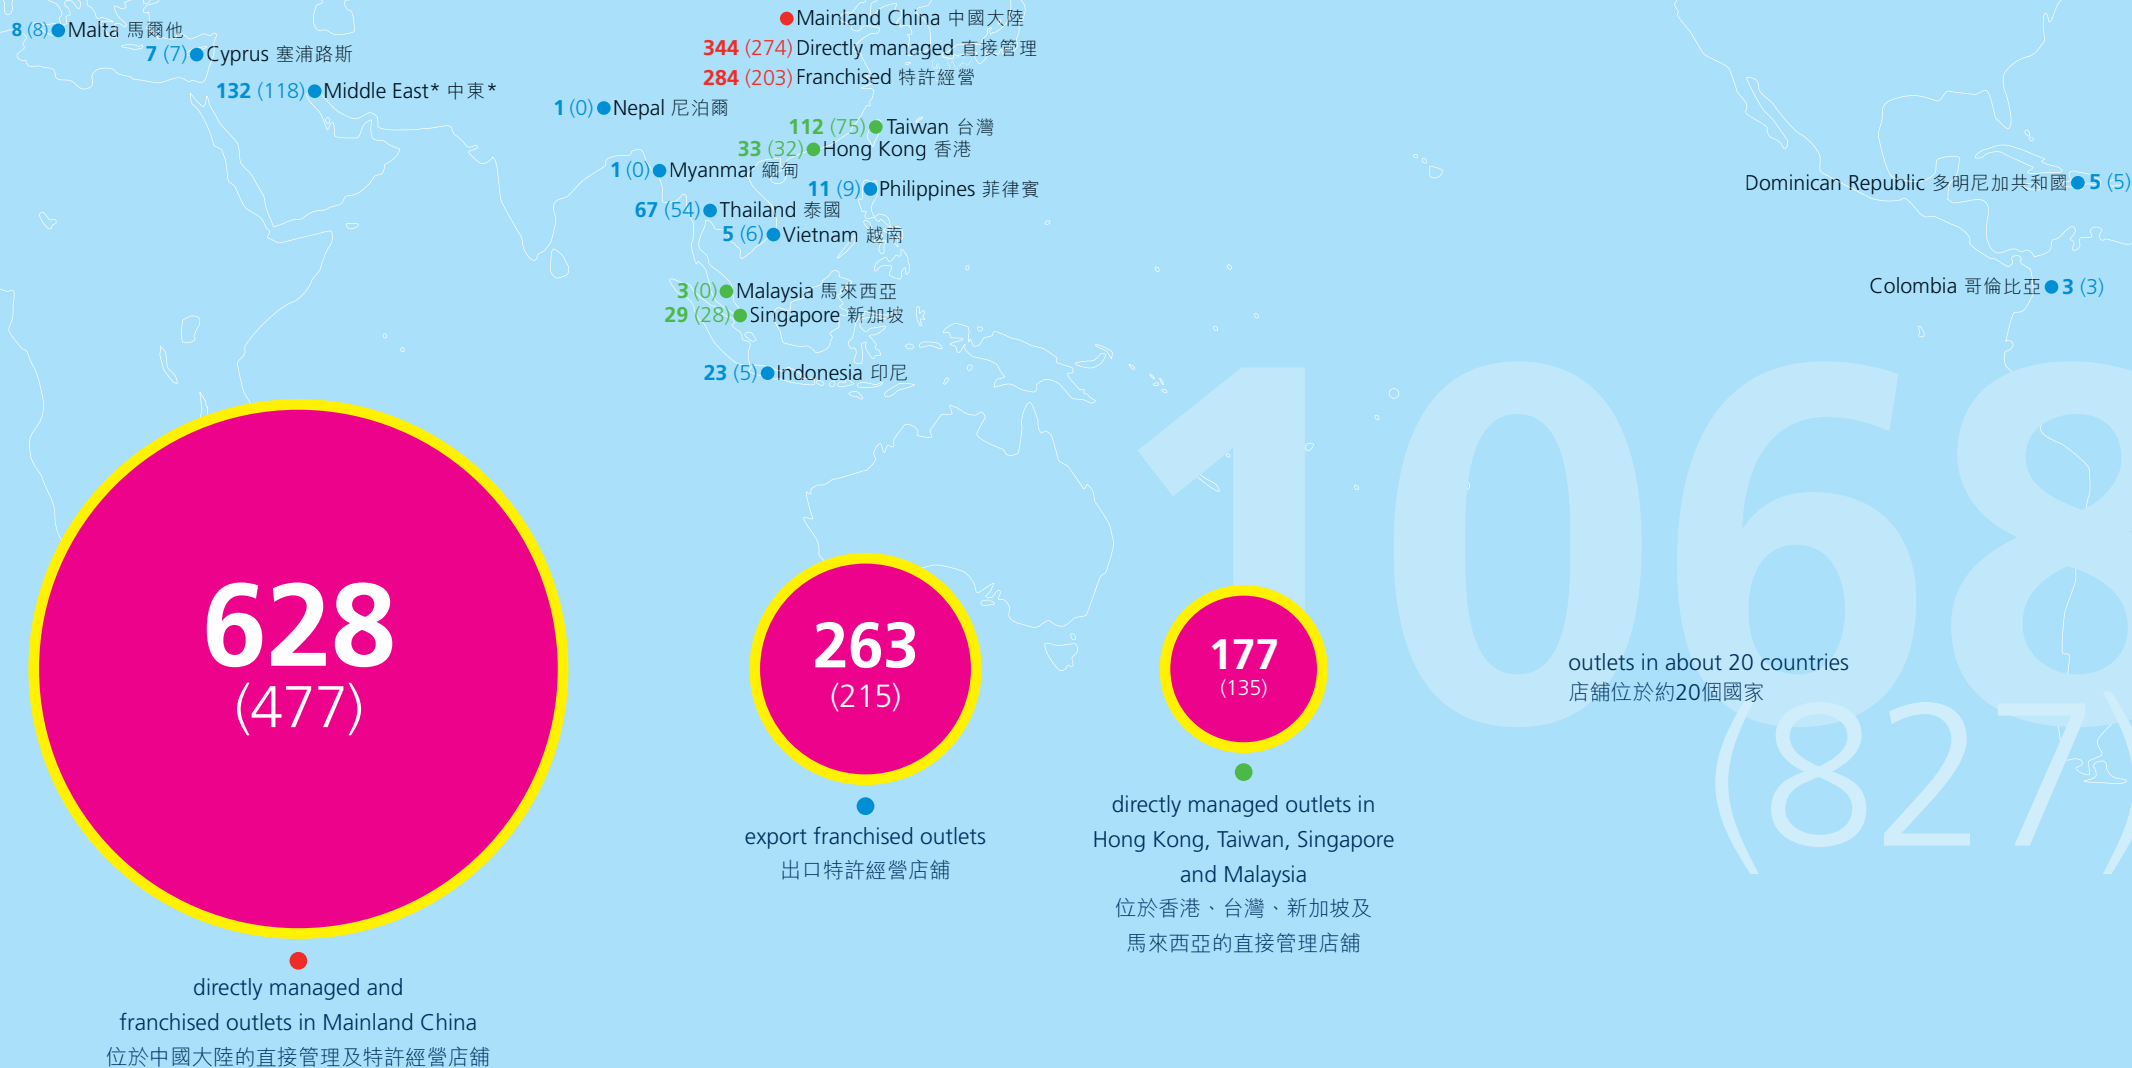 8 (8) Malta 馬爾他
7 (7) Cyprus 塞浦路斯
132 (118) Middle East* 中東*
Mainland China 中國大陸
344 (274) Directly managed 直接管理
284 (203) Franchised 特許經營
1 (0) Nepal 尼泊爾
112 (75) Taiwan 台灣
33 (32) Hong Kong 香港
1 (0) Myanmar 緬甸
11 (9) Philippines 菲律賓
67 (54) Thailand 泰國
5 (6) Vietnam 越南
3 (0) Malaysia 馬來西亞
29 (28) Singapore 新加坡
23 (5) Indonesia 印尼
Dominican Republic 多明尼加共和國 5 (5)
Colombia 哥倫比亞 3 (3)
628
(477)
directly managed and
franchised outlets in Mainland China
位於中國大陸的直接管理及特許經營店舖
263
(215)
export franchised outlets
出口特許經營店舖
177
(135)
directly managed outlets in
Hong Kong, Taiwan, Singapore
and Malaysia
位於香港、台灣、新加坡及
馬來西亞的直接管理店舖
1068
outlets in about 20 countries
店舖位於約20個國家
(827)